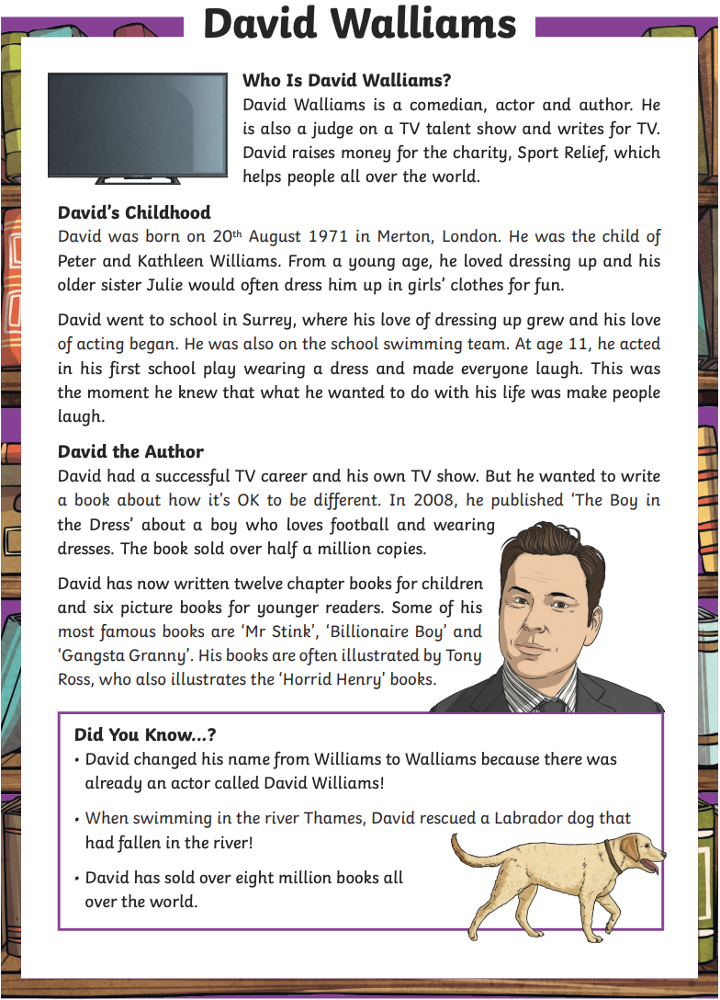 David Walliams
Who Is David Walliams?
David Walliams is a comedian, actor and author. He
is also a judge on a TV talent show and writes for TV.
David raises money for the charity, Sport Relief, which
helps people all over the world.
David's Childhood
David was born on 20th August 1971 in Merton, London. He was the child of
Peter and Kathleen Williams. From a young age, he loved dressing up and his
older sister Julie would often dress him up in girls' clothes for fun.
David went to school in Surrey, where his love of dressing up grew and his love
of acting began. He was also on the school swimming team. At age 11, he acted
in his first school play wearing a dress and made everyone laugh. This was
the moment he knew that what he wanted to do with his life was make people
laugh.
David the Author
David had a successful TV career and his own TV show. But he wanted to write
a book about how it's OK to be different. In 2008, he published 'The Boy in
the Dress' about a boy who loves football and wearing
dresses. The book sold over half a million copies.
David has now written twelve chapter books for children
and six picture books for younger readers. Some of his
most famous books are 'Mr Stink', 'Billionaire Boy' and
'Gangsta Granny'. His books are often illustrated by Tony
Ross, who also illustrates the 'Horrid Henry' books.
Did You Know...?
• David changed his name from Williams to Walliams because there was
already an actor called David Williams!
• When swimming in the river Thames, David rescued a Labrador dog that
had fallen in the river!
• David has sold over eight million books all
over the world.